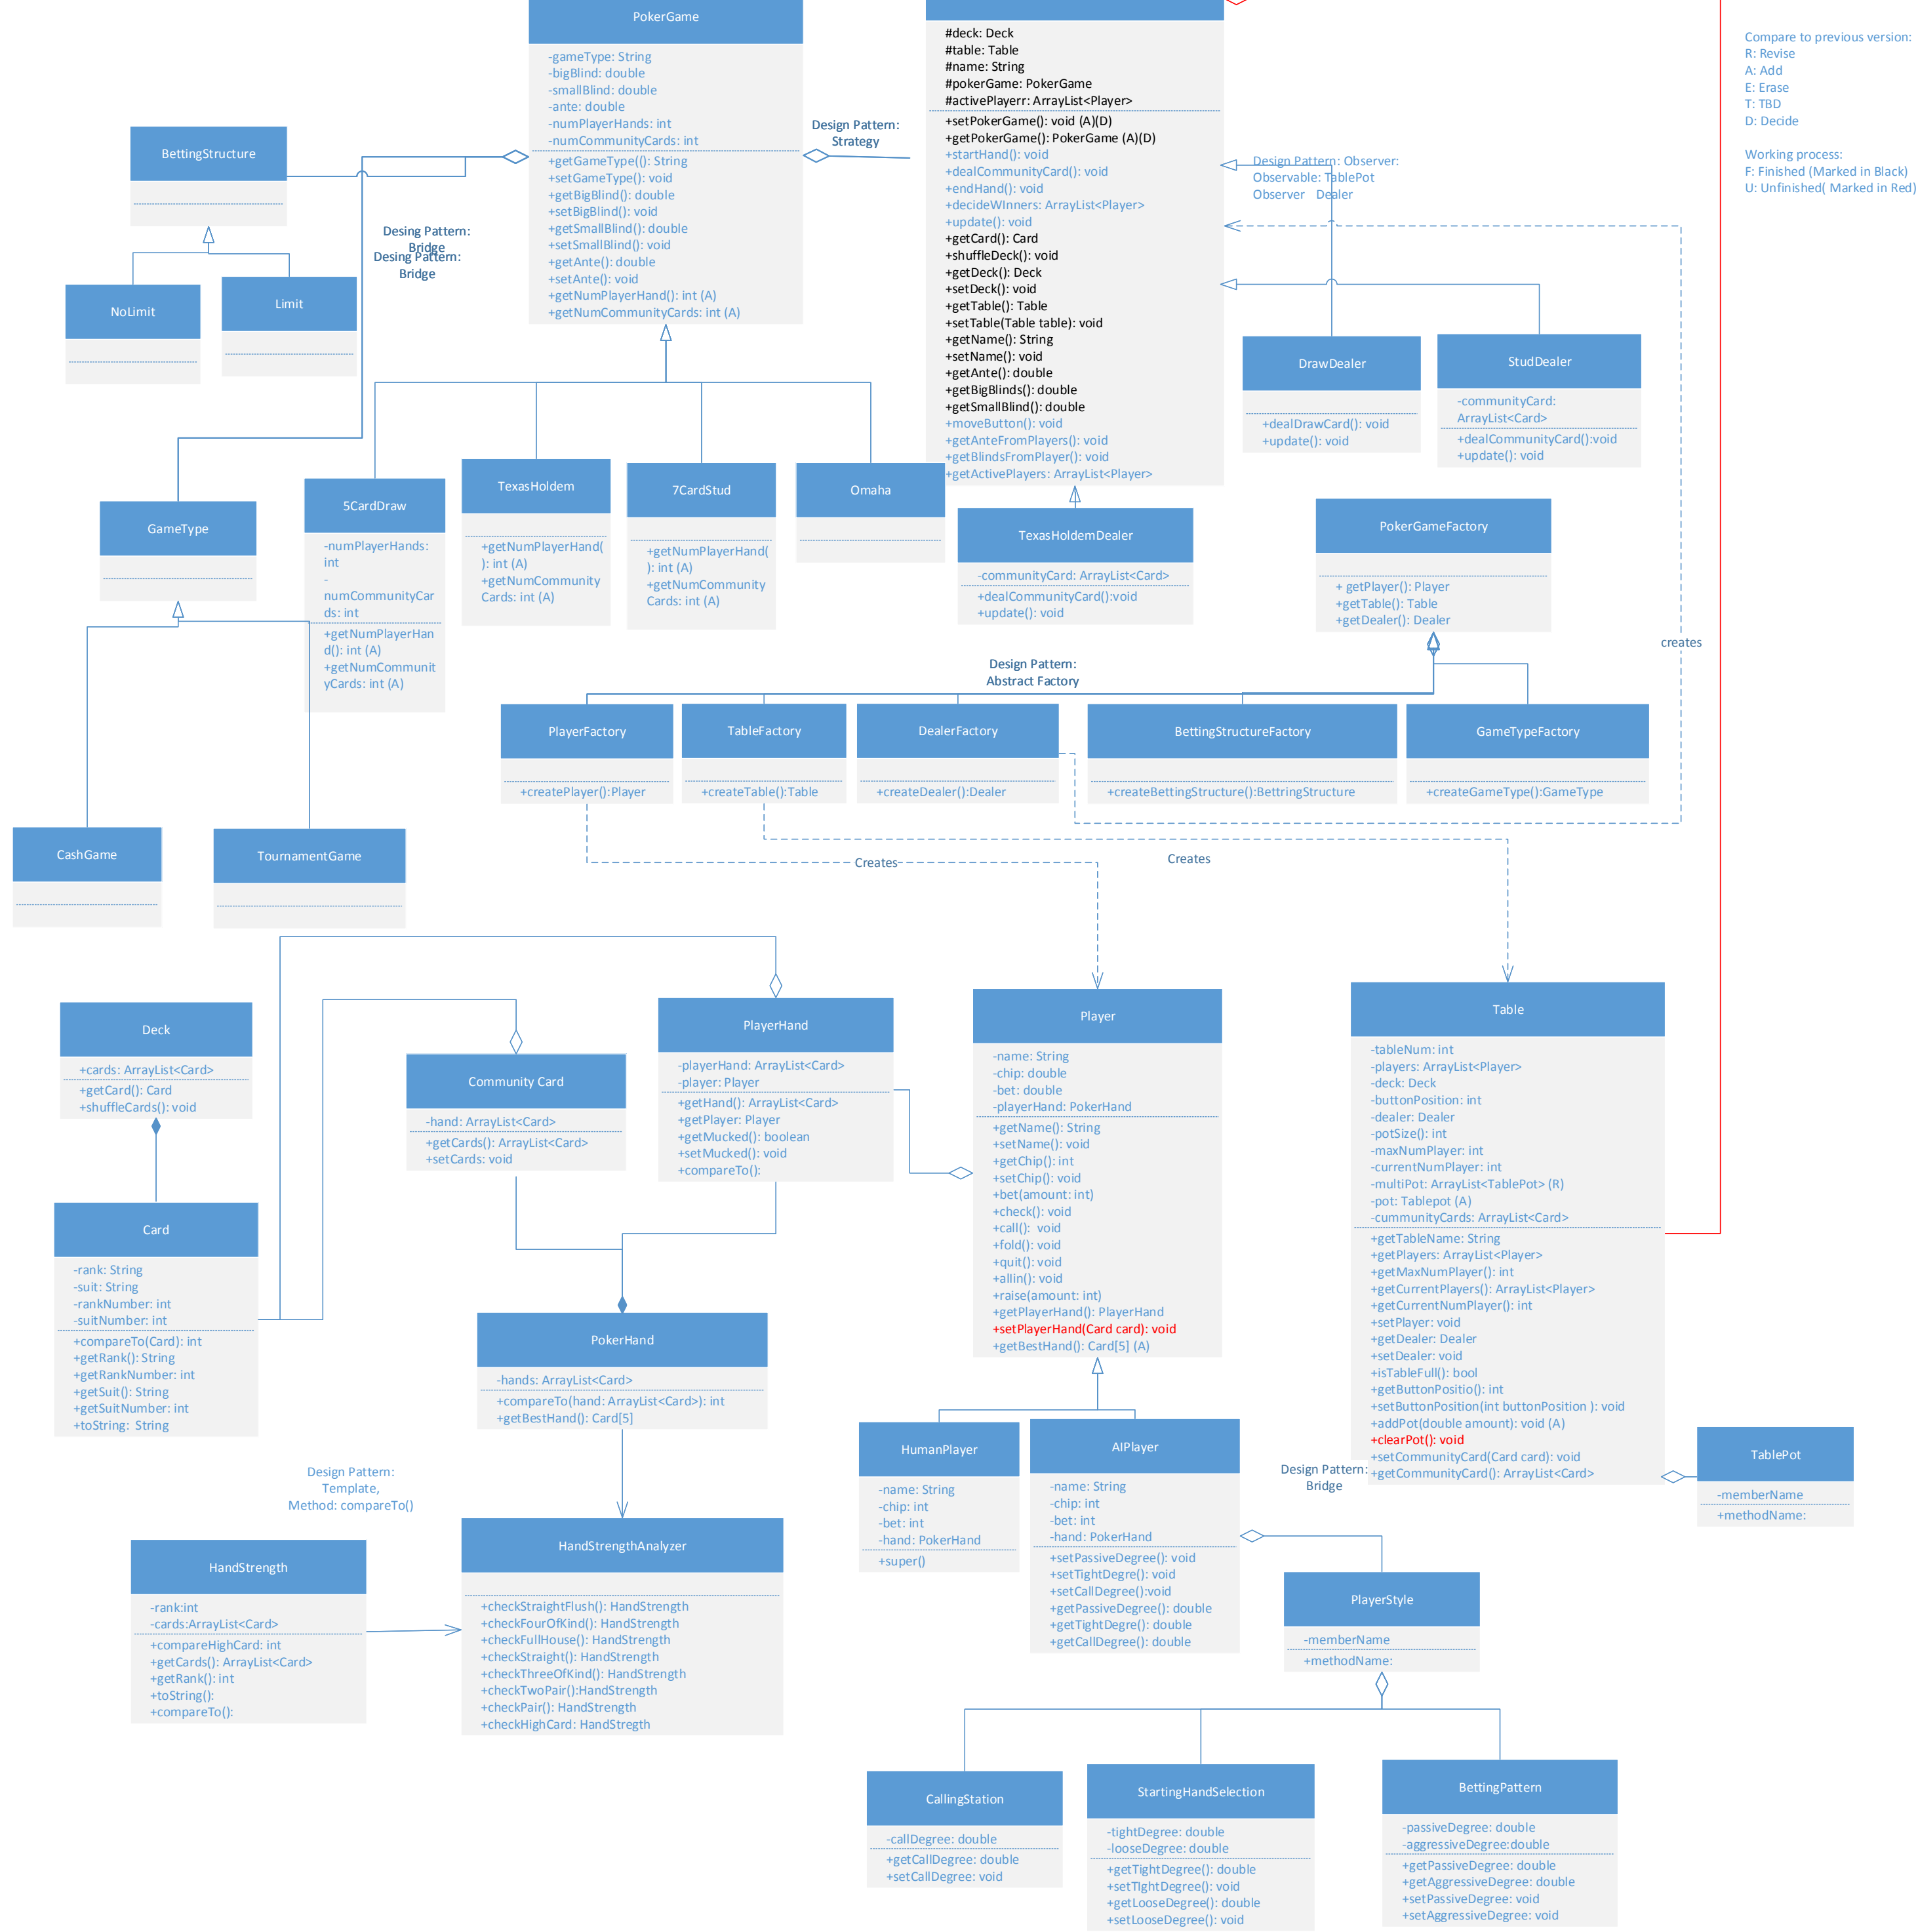 PokerGame
-gameType: String
-bigBlind: double
-smallBlind: double
-ante: double
-numPlayerHands: int
-numCommunityCards: int
+getGameType((): String
+setGameType(): void
+getBigBlind(): double
+setBigBlind(): void
+getSmallBlind(): double
+setSmallBlind(): void
+getAnte(): double
+setAnte(): void
+getNumPlayerHand(): int (A)
+getNumCommunityCards: int (A)
#deck: Deck
#table: Table
#name: String
#pokerGame: PokerGame
#activePlayerr: ArrayList<Player>
+setPokerGame(): void (A)(D)
+getPokerGame(): PokerGame (A)(D)
+startHand(): void
+dealCommunityCard(): void
+endHand(): void
+decideWInners: ArrayList<Player>
+update(): void
+getCard(): Card
+shuffleDeck(): void
+getDeck(): Deck
+setDeck(): void
+getTable(): Table
+setTable(Table table): void
+getName(): String
+setName(): void
+getAnte(): double
+getBigBlinds(): double
+getSmallBlind(): double
+moveButton(): void
+getAnteFromPlayers(): void
+getBlindsFromPlayer(): void
+getActivePlayers: ArrayList<Player>
Compare to previous version:
R: Revise
A: Add
E: Erase
T: TBD
D: Decide
Working process:
F: Finished (Marked in Black)
U: Unfinished( Marked in Red)
Design Pattern:
Strategy
Design Pattern: Observer:
Observable: TablePot
Observer   Dealer
BettingStructure
Desing Pattern:
Bridge
Desing Pattern:
Bridge
NoLimit
Limit
DrawDealer
+dealDrawCard(): void
+update(): void
StudDealer
-communityCard:
ArrayList<Card>
+dealCommunityCard():void
+update(): void
GameType
5CardDraw
-numPlayerHands:
int
-
numCommunityCar
ds: int
+getNumPlayerHan
d(): int (A)
+getNumCommunit
yCards: int (A)
TexasHoldem
+getNumPlayerHand(
): int (A)
+getNumCommunity
Cards: int (A)
7CardStud
+getNumPlayerHand(
): int (A)
+getNumCommunity
Cards: int (A)
Omaha
TexasHoldemDealer
-communityCard: ArrayList<Card>
+dealCommunityCard():void
+update(): void
PokerGameFactory
+ getPlayer(): Player
+getTable(): Table
+getDealer(): Dealer
creates
Design Pattern:
Abstract Factory
PlayerFactory
+createPlayer():Player
TableFactory
+createTable():Table
DealerFactory
+createDealer():Dealer
BettingStructureFactory
+createBettingStructure():BettringStructure
GameTypeFactory
+createGameType():GameType
CashGame
TournamentGame
Creates
Creates
Deck
+cards: ArrayList<Card>
+getCard(): Card
+shuffleCards(): void
Community Card
-hand: ArrayList<Card>
+getCards(): ArrayList<Card>
+setCards: void
PlayerHand
-playerHand: ArrayList<Card>
-player: Player
+getHand(): ArrayList<Card>
+getPlayer: Player
+getMucked(): boolean
+setMucked(): void
+compareTo():
Player
-name: String
-chip: double
-bet: double
-playerHand: PokerHand
+getName(): String
+setName(): void
+getChip(): int
+setChip(): void
+bet(amount: int)
+check(): void
+call():  void
+fold(): void
+quit(): void
+allin(): void
+raise(amount: int)
+getPlayerHand(): PlayerHand
+setPlayerHand(Card card): void
+getBestHand(): Card[5] (A)
Table
-tableNum: int
-players: ArrayList<Player>
-deck: Deck
-buttonPosition: int
-dealer: Dealer
-potSize(): int
-maxNumPlayer: int
-currentNumPlayer: int
-multiPot: ArrayList<TablePot> (R)
-pot: Tablepot (A)
-cummunityCards: ArrayList<Card>
+getTableName: String
+getPlayers: ArrayList<Player>
+getMaxNumPlayer(): int
+getCurrentPlayers(): ArrayList<Player>
+getCurrentNumPlayer(): int
+setPlayer: void
+getDealer: Dealer
+setDealer: void
+isTableFull(): bool
+getButtonPositio(): int
+setButtonPosition(int buttonPosition ): void
+addPot(double amount): void (A)
+clearPot(): void
+setCommunityCard(Card card): void
+getCommunityCard(): ArrayList<Card>
Card
-rank: String
-suit: String
-rankNumber: int
-suitNumber: int
+compareTo(Card): int
+getRank(): String
+getRankNumber: int
+getSuit(): String
+getSuitNumber: int
+toString:  String
PokerHand
-hands: ArrayList<Card>
+compareTo(hand: ArrayList<Card>): int
+getBestHand(): Card[5]
HumanPlayer
-name: String
-chip: int
-bet: int
-hand: PokerHand
+super()
AIPlayer
-name: String
-chip: int
-bet: int
-hand: PokerHand
+setPassiveDegree(): void
+setTightDegre(): void
+setCallDegree():void
+getPassiveDegree(): double
+getTightDegre(): double
+getCallDegree(): double
Design Pattern:
Bridge
TablePot
-memberName
+methodName:
Design Pattern:
Template,
Method: compareTo()
HandStrength
-rank:int
-cards:ArrayList<Card>
+compareHighCard: int
+getCards(): ArrayList<Card>
+getRank(): int
+toString():
+compareTo():
HandStrengthAnalyzer
+checkStraightFlush(): HandStrength
+checkFourOfKind(): HandStrength
+checkFullHouse(): HandStrength
+checkStraight(): HandStrength
+checkThreeOfKind(): HandStrength
+checkTwoPair():HandStrength
+checkPair(): HandStrength
+checkHighCard: HandStregth
PlayerStyle
-memberName
+methodName:
CallingStation
-callDegree: double
+getCallDegree: double
+setCallDegree: void
StartingHandSelection
-tightDegree: double
-looseDegree: double
+getTightDegree(): double
+setTIghtDegree(): void
+getLooseDegree(): double
+setLooseDegree(): void
BettingPattern
-passiveDegree: double
-aggressiveDegree:double
+getPassiveDegree: double
+getAggressiveDegree: double
+setPassiveDegree: void
+setAggressiveDegree: void